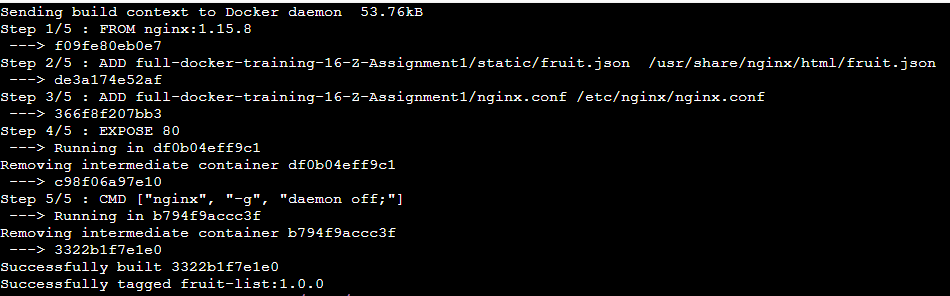 Sending build context to Docker daemon  53.76kB
Step 1/5 : FROM nginx:1.15.8
 ---> f09fe80eb0e7
Step 2/5 : ADD full-docker-training-16-Z-Assignment1/static/fruit.json  /usr/share/nginx/html/fruit.json
 ---> de3a174e52af
Step 3/5 : ADD full-docker-training-16-Z-Assignment1/nginx.conf /etc/nginx/nginx.conf
 ---> 366f8f207bb3
Step 4/5 : EXPOSE 80
 ---> Running in df0b04eff9c1
Removing intermediate container df0b04eff9c1
 ---> c98f06a97e10
Step 5/5 : CMD ["nginx", "-g", "daemon off;"]
 ---> Running in b794f9accc3f
Removing intermediate container b794f9accc3f
 ---> 3322b1f7e1e0
Successfully built 3322b1f7e1e0
Successfully tagged fruit-list:1.0.0